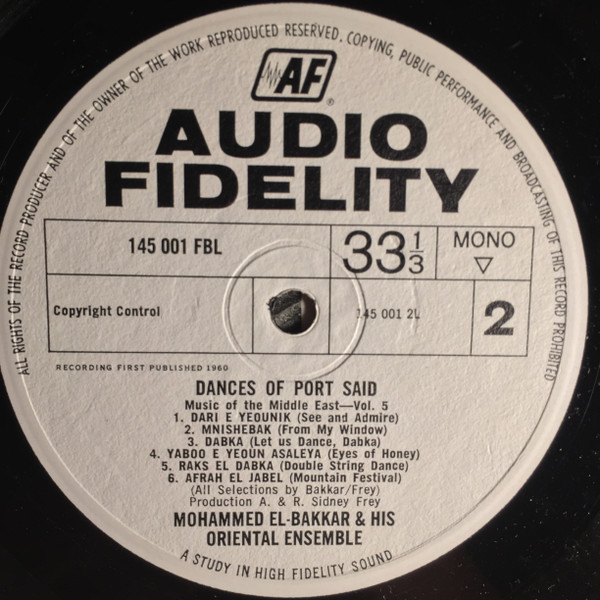 ALL RIGHTS OF THE RECORD PRODUCER AND OF THE OWNER OF THE WORK REPRODUCED RESERVED. COPYING, PUBLIC PERFORMANCE AND BROADCASTING OF THIS RECORD PROHIBITED
AF®
AUDIO
FIDELITY
145 001 FBL
33⅓
MONO
▽
Copyright Control
145 001 2L
2
RECORDING FIRST PUBLISHED 1960
DANCES OF PORT SAID
Music of the Middle East—Vol. 5
1. DARI E YEOUNIK (See and Admire)
2. MNISHEBAK (From My Window)
3. DABKA (Let us Dance, Dabka)
4. YABOO E YEOUN ASALEYA (Eyes of Honey)
5. RAKS EL DABKA (Double String Dance)
6. AFRAH EL JABEL (Mountain Festival)
(All Selections by Bakkar/Frey)
Production A. & R. Sidney Frey
MOHAMMED EL-BAKKAR & HIS
ORIENTAL ENSEMBLE
A STUDY IN HIGH FIDELITY SOUND